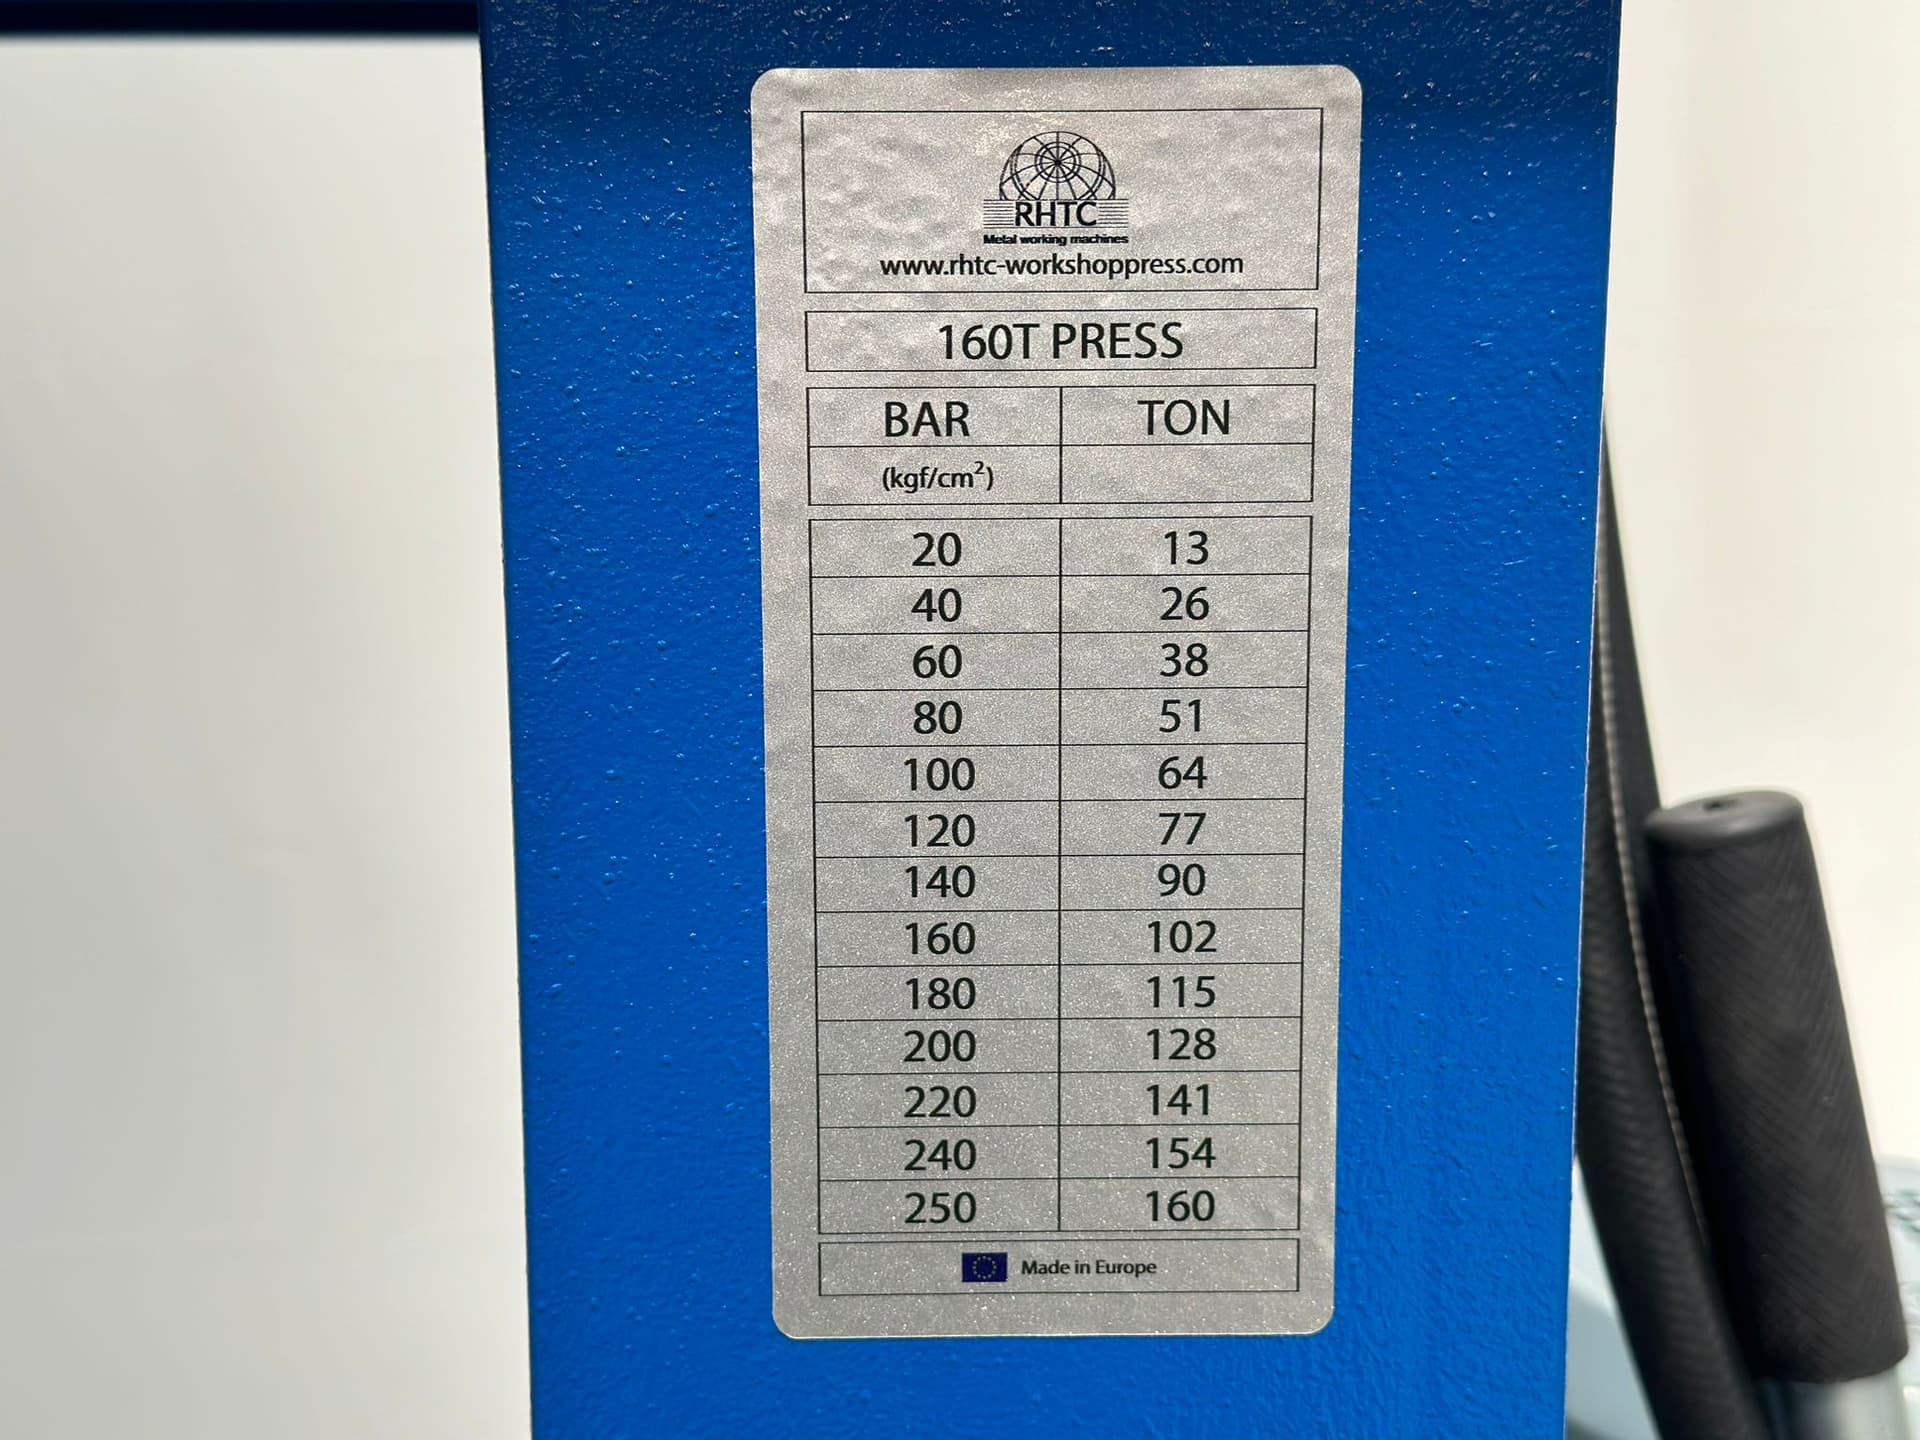 RHTC
Metal working machines
www.rhtc-workshoppress.com
160T PRESS
BAR TON
(kgf/cm²)
20 13
40 26
60 38
80 51
100 64
120 77
140 90
160 102
180 115
200 128
220 141
240 154
250 160
Made in Europe